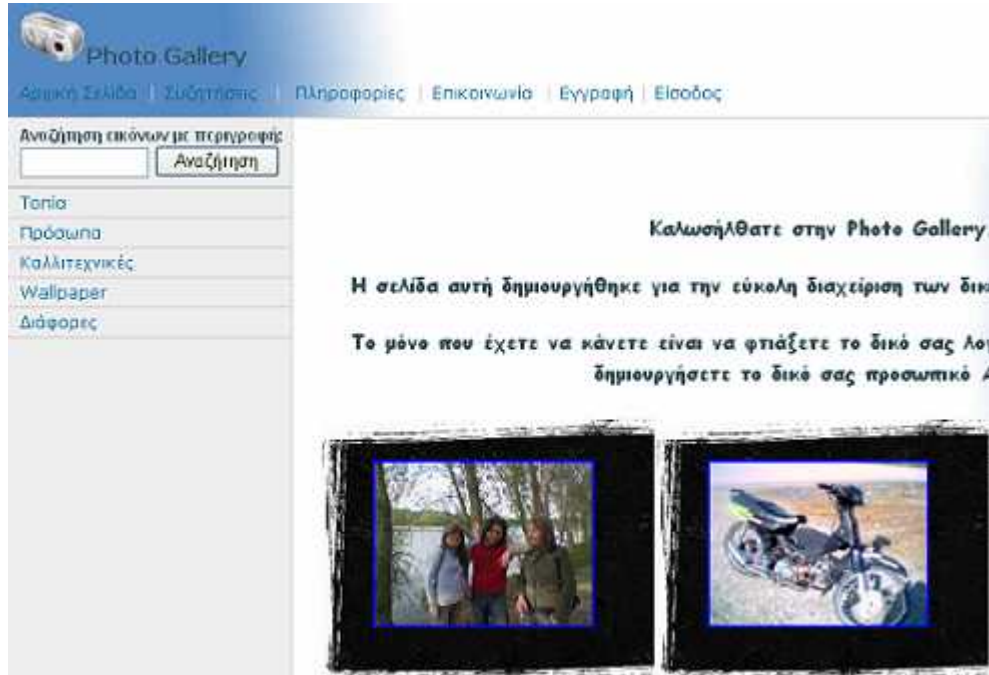 Photo Gallery
Αρχική Σελίδα | Συζητήσεις | Πληροφορίες | Επικοινωνία | Εγγραφή | Είσοδος
Αναζήτηση εικόνων με περιγραφή:
Αναζήτηση
Τοπία
Πρόσωπα
Καλλιτεχνικές
Wallpaper
Διάφορες
Καλωσήλθατε στην Photo Gallery
Η σελίδα αυτή δημιουργήθηκε για την εύκολη διαχείριση των
Το μόνο που έχετε να κάνετε είναι να φτιάξετε το δικό σας
δημιουργήσετε το δικό σας προσωπικό